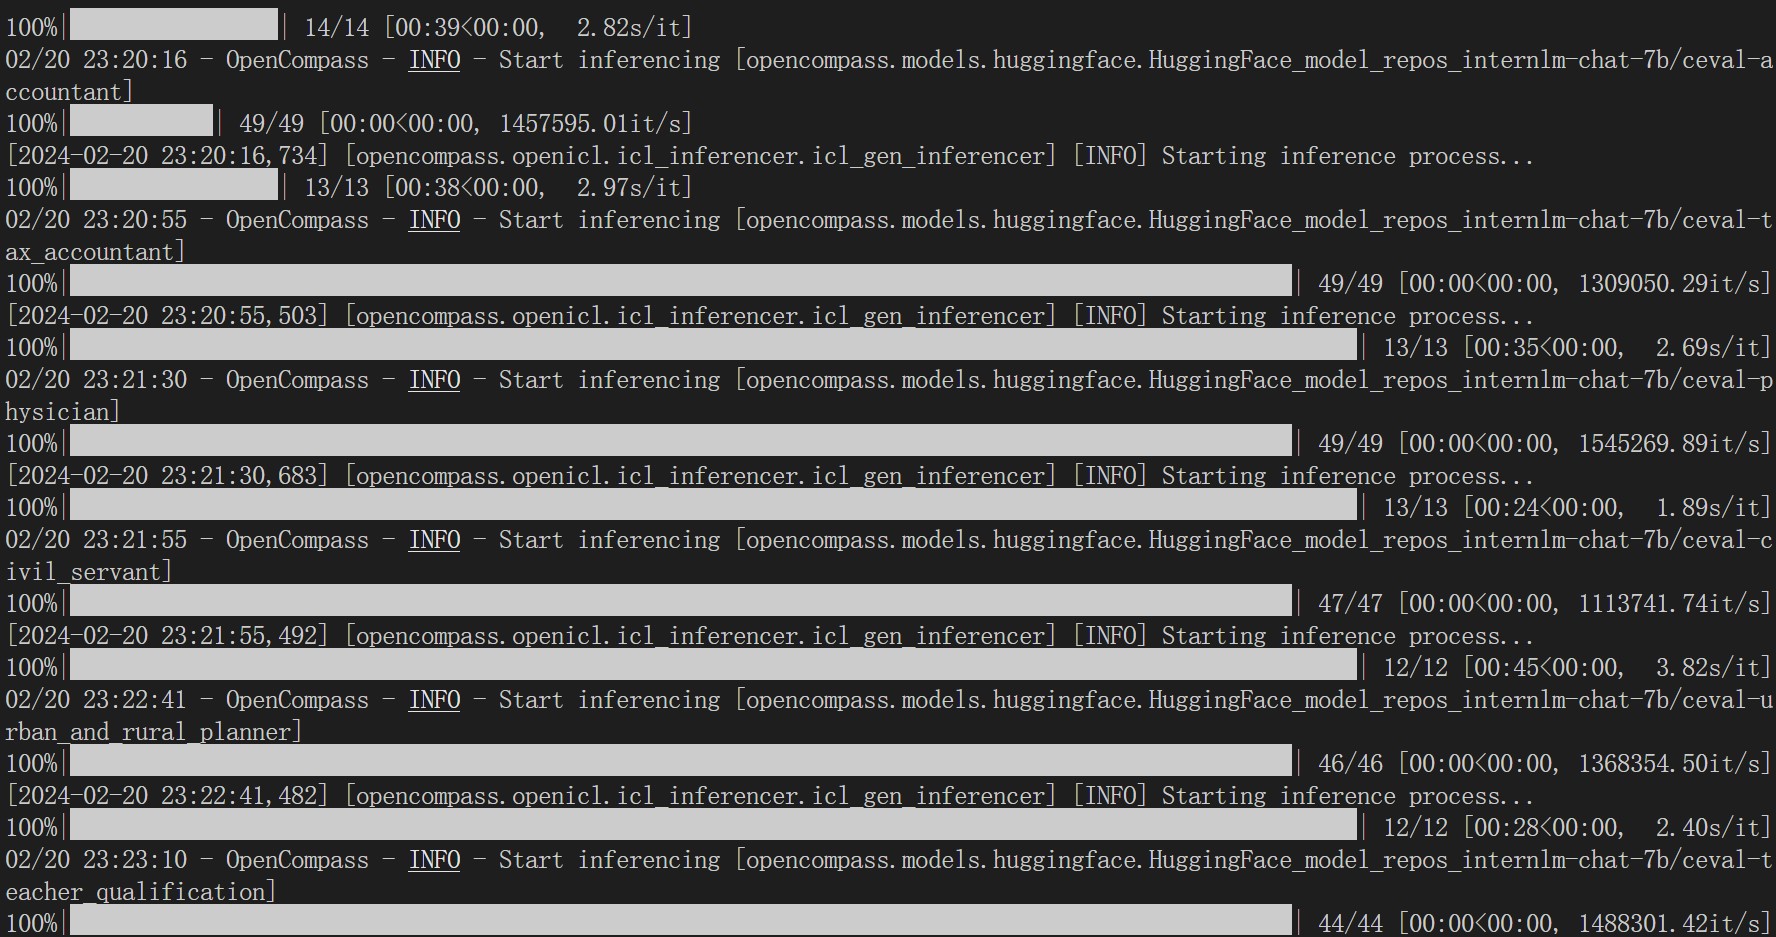 100%|██████████| 14/14 [00:39<00:00,  2.82s/it]
02/20 23:20:16 - OpenCompass - INFO - Start inferencing [opencompass.models.huggingface.HuggingFace_model_repos_internlm-chat-7b/ceval-a
ccountant]
100%|██████████| 49/49 [00:00<00:00, 1457595.01it/s]
[2024-02-20 23:20:16,734] [opencompass.openicl.icl_inferencer.icl_gen_inferencer] [INFO] Starting inference process...
100%|██████████| 13/13 [00:38<00:00,  2.97s/it]
02/20 23:20:55 - OpenCompass - INFO - Start inferencing [opencompass.models.huggingface.HuggingFace_model_repos_internlm-chat-7b/ceval-t
ax_accountant]
100%|██████████| 49/49 [00:00<00:00, 1309050.29it/s]
[2024-02-20 23:20:55,503] [opencompass.openicl.icl_inferencer.icl_gen_inferencer] [INFO] Starting inference process...
100%|██████████| 13/13 [00:35<00:00,  2.69s/it]
02/20 23:21:30 - OpenCompass - INFO - Start inferencing [opencompass.models.huggingface.HuggingFace_model_repos_internlm-chat-7b/ceval-p
hysician]
100%|██████████| 49/49 [00:00<00:00, 1545269.89it/s]
[2024-02-20 23:21:30,683] [opencompass.openicl.icl_inferencer.icl_gen_inferencer] [INFO] Starting inference process...
100%|██████████| 13/13 [00:24<00:00,  1.89s/it]
02/20 23:21:55 - OpenCompass - INFO - Start inferencing [opencompass.models.huggingface.HuggingFace_model_repos_internlm-chat-7b/ceval-c
ivil_servant]
100%|██████████| 47/47 [00:00<00:00, 1113741.74it/s]
[2024-02-20 23:21:55,492] [opencompass.openicl.icl_inferencer.icl_gen_inferencer] [INFO] Starting inference process...
100%|██████████| 12/12 [00:45<00:00,  3.82s/it]
02/20 23:22:41 - OpenCompass - INFO - Start inferencing [opencompass.models.huggingface.HuggingFace_model_repos_internlm-chat-7b/ceval-u
rban_and_rural_planner]
100%|██████████| 46/46 [00:00<00:00, 1368354.50it/s]
[2024-02-20 23:22:41,482] [opencompass.openicl.icl_inferencer.icl_gen_inferencer] [INFO] Starting inference process...
100%|██████████| 12/12 [00:28<00:00,  2.40s/it]
02/20 23:23:10 - OpenCompass - INFO - Start inferencing [opencompass.models.huggingface.HuggingFace_model_repos_internlm-chat-7b/ceval-t
eacher_qualification]
100%|██████████| 44/44 [00:00<00:00, 1488301.42it/s]